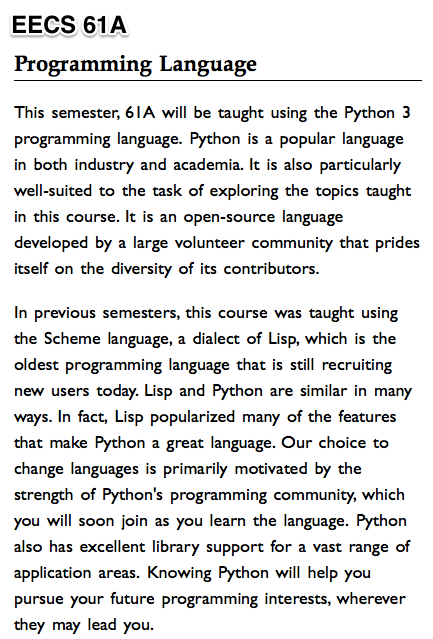 EECS 61A
Programming Language
This semester, 61A will be taught using the Python 3
programming language. Python is a popular language
in both industry and academia. It is also particularly
well-suited to the task of exploring the topics taught
in this course. It is an open-source language
developed by a large volunteer community that prides
itself on the diversity of its contributors.
In previous semesters, this course was taught using
the Scheme language, a dialect of Lisp, which is the
oldest programming language that is still recruiting
new users today. Lisp and Python are similar in many
ways. In fact, Lisp popularized many of the features
that make Python a great language. Our choice to
change languages is primarily motivated by the
strength of Python's programming community, which
you will soon join as you learn the language. Python
also has excellent library support for a vast range of
application areas. Knowing Python will help you
pursue your future programming interests, wherever
they may lead you.